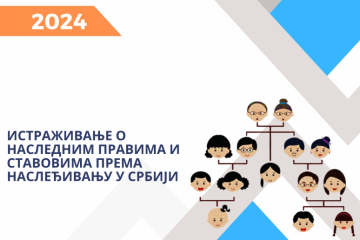 2024
ИСТРАЖИВАЊЕ О
НАСЛЕДНИМ ПРАВИМА И
СТАВОВИМА ПРЕМА
НАСЛЕЂИВАЊУ У СРБИЈИ